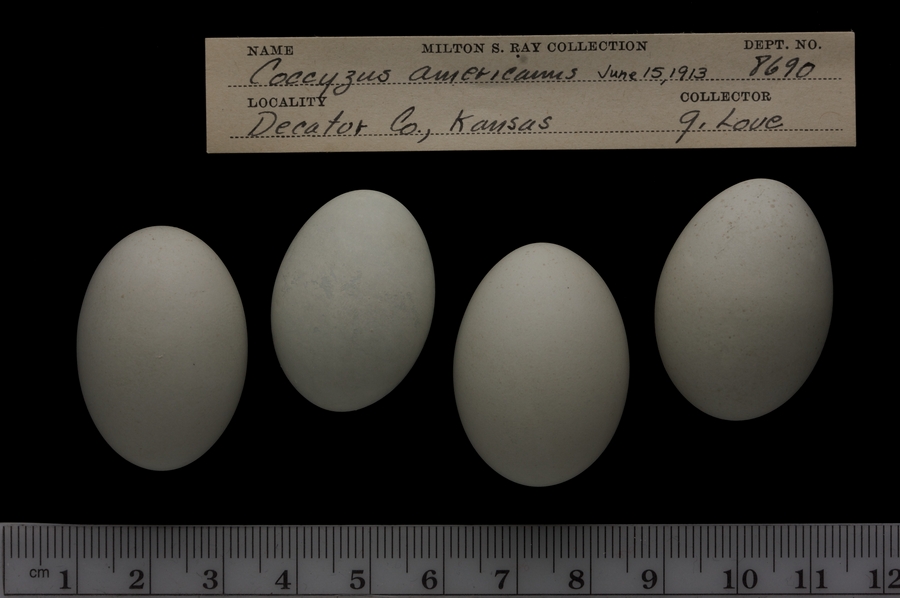 NAME MILTON S. RAY COLLECTION DEPT. NO.
Coccyzus americanus June 15, 1913 8690
LOCALITY COLLECTOR
Decator Co., Kansas g. Love
cm 1 2 3 4 5 6 7 8 9 10 11 12